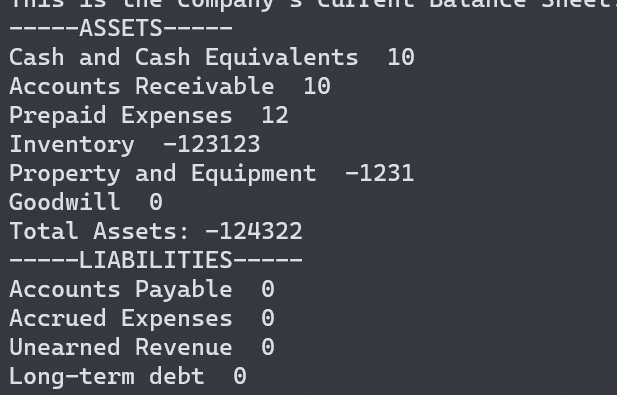 This is the Company's Current Balance Sheet:
-----ASSETS-----
Cash and Cash Equivalents  10
Accounts Receivable  10
Prepaid Expenses  12
Inventory  -123123
Property and Equipment  -1231
Goodwill  0
Total Assets: -124322
-----LIABILITIES-----
Accounts Payable  0
Accrued Expenses  0
Unearned Revenue  0
Long-term debt  0